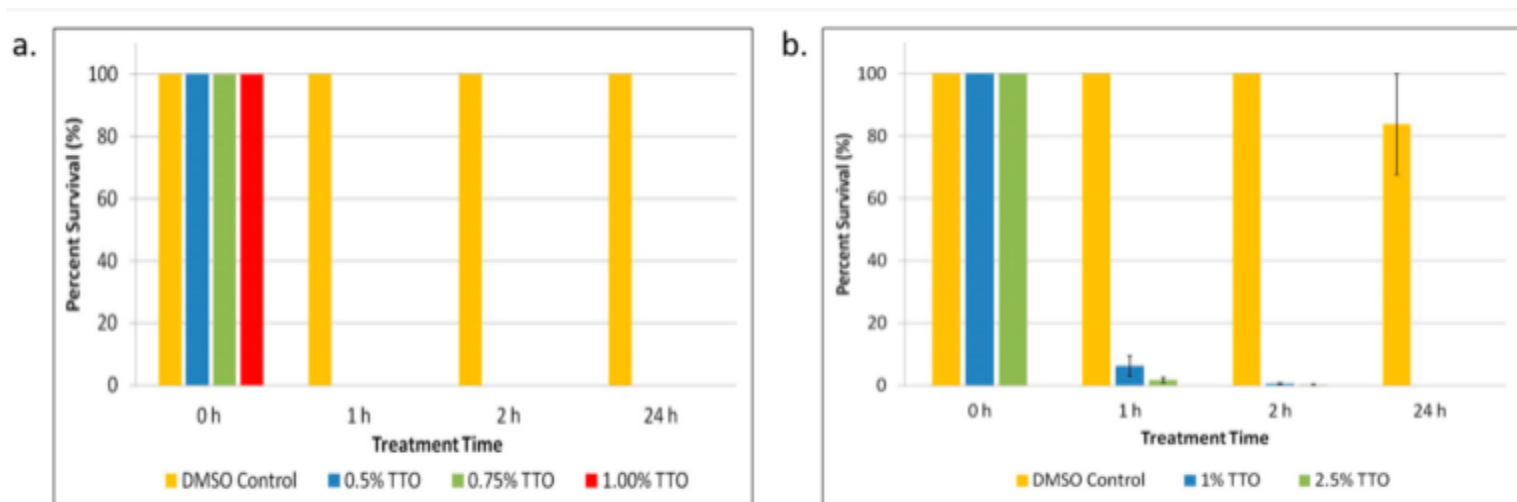 a.
Percent Survival (%)
100
80
60
40
20
0
0 h 1 h 2 h 24 h
Treatment Time
DMSO Control 0.5% TTO 0.75% TTO 1.00% TTO
b.
Percent Survival (%)
100
80
60
40
20
0
0 h 1 h 2 h 24 h
Treatment Time
DMSO Control 1% TTO 2.5% TTO